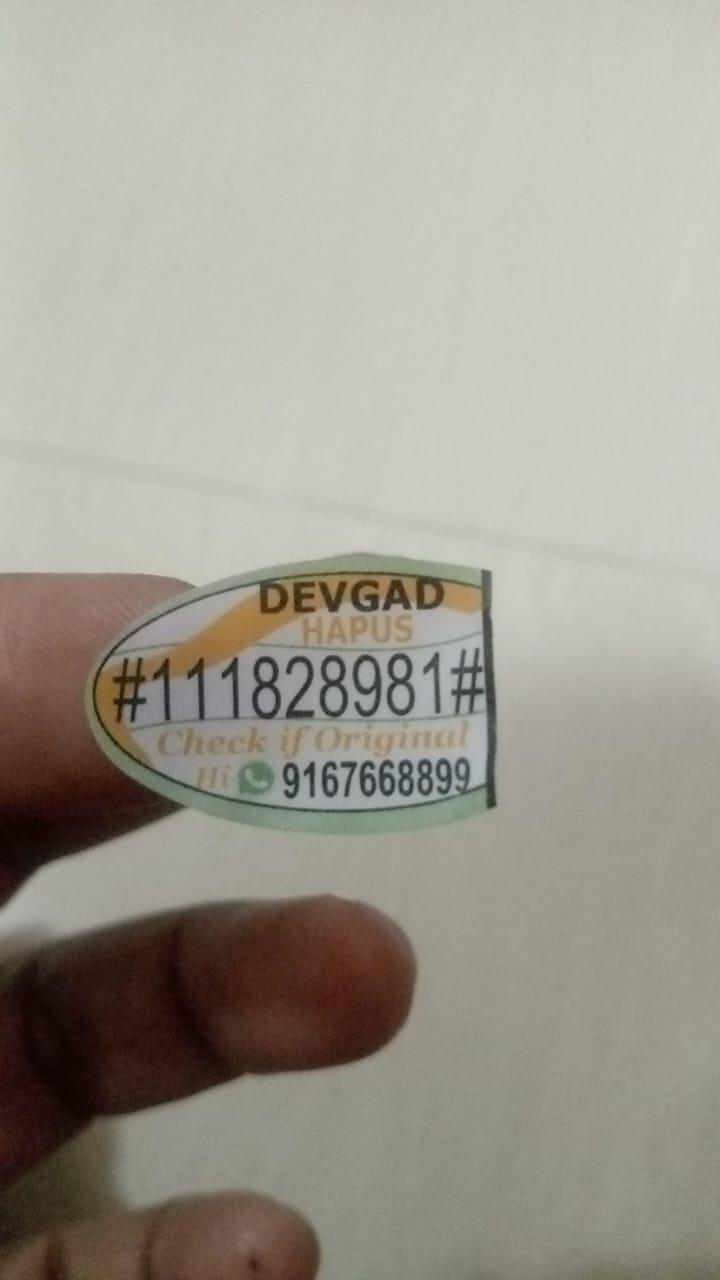 DEVGAD
HAPUS
#111828981#
Check if Original
Hi 9167668899